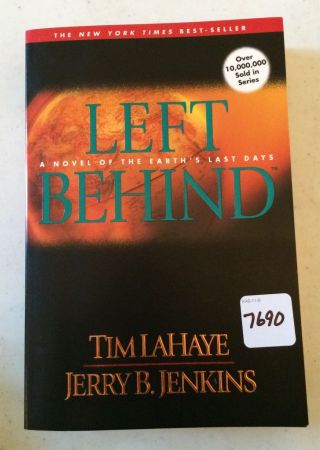 THE NEW YORK TIMES BEST-SELLER
Over
10,000,000
Sold in
Series
LEFT
A NOVEL OF THE EARTH'S LAST DAYS
BEHIND™
7690
TIM LAHAYE
JERRY B. JENKINS